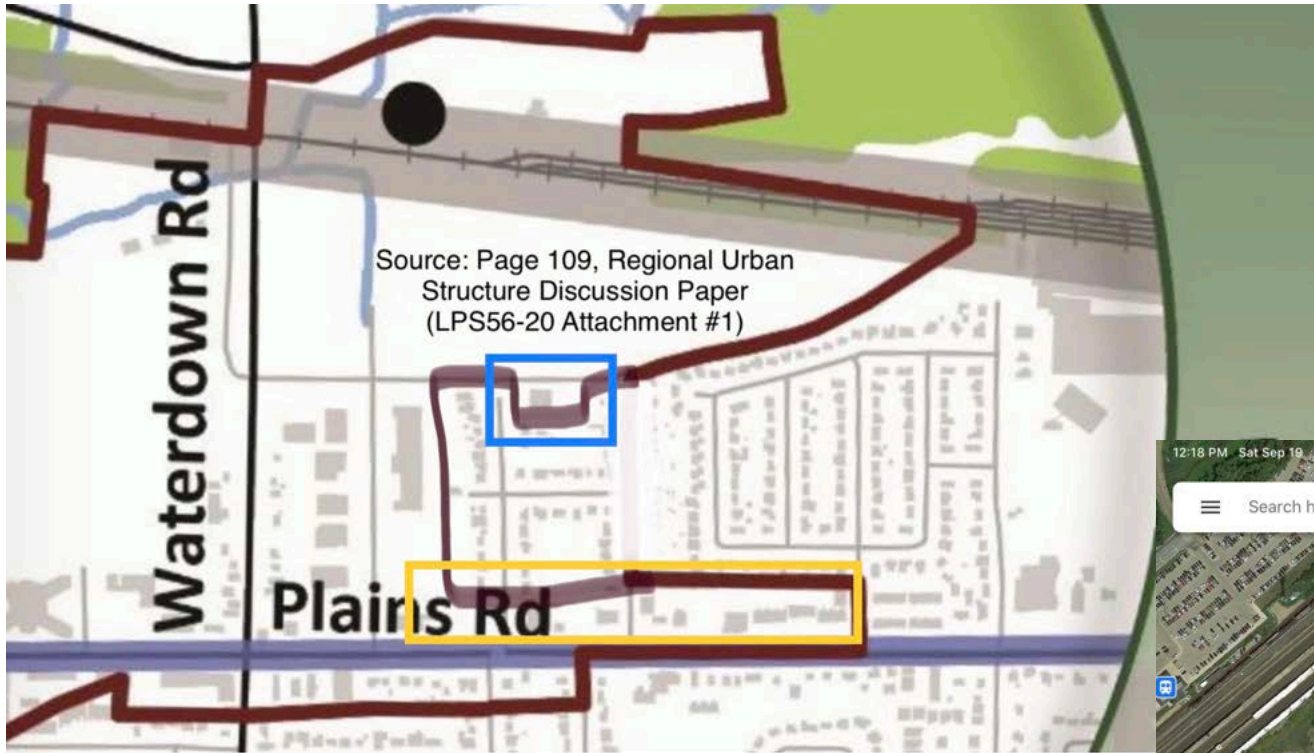 Waterdown Rd
Source: Page 109, Regional Urban
Structure Discussion Paper
(LPS56-20 Attachment #1)
Plains Rd
12:18 PM Sat Sep 19
Search